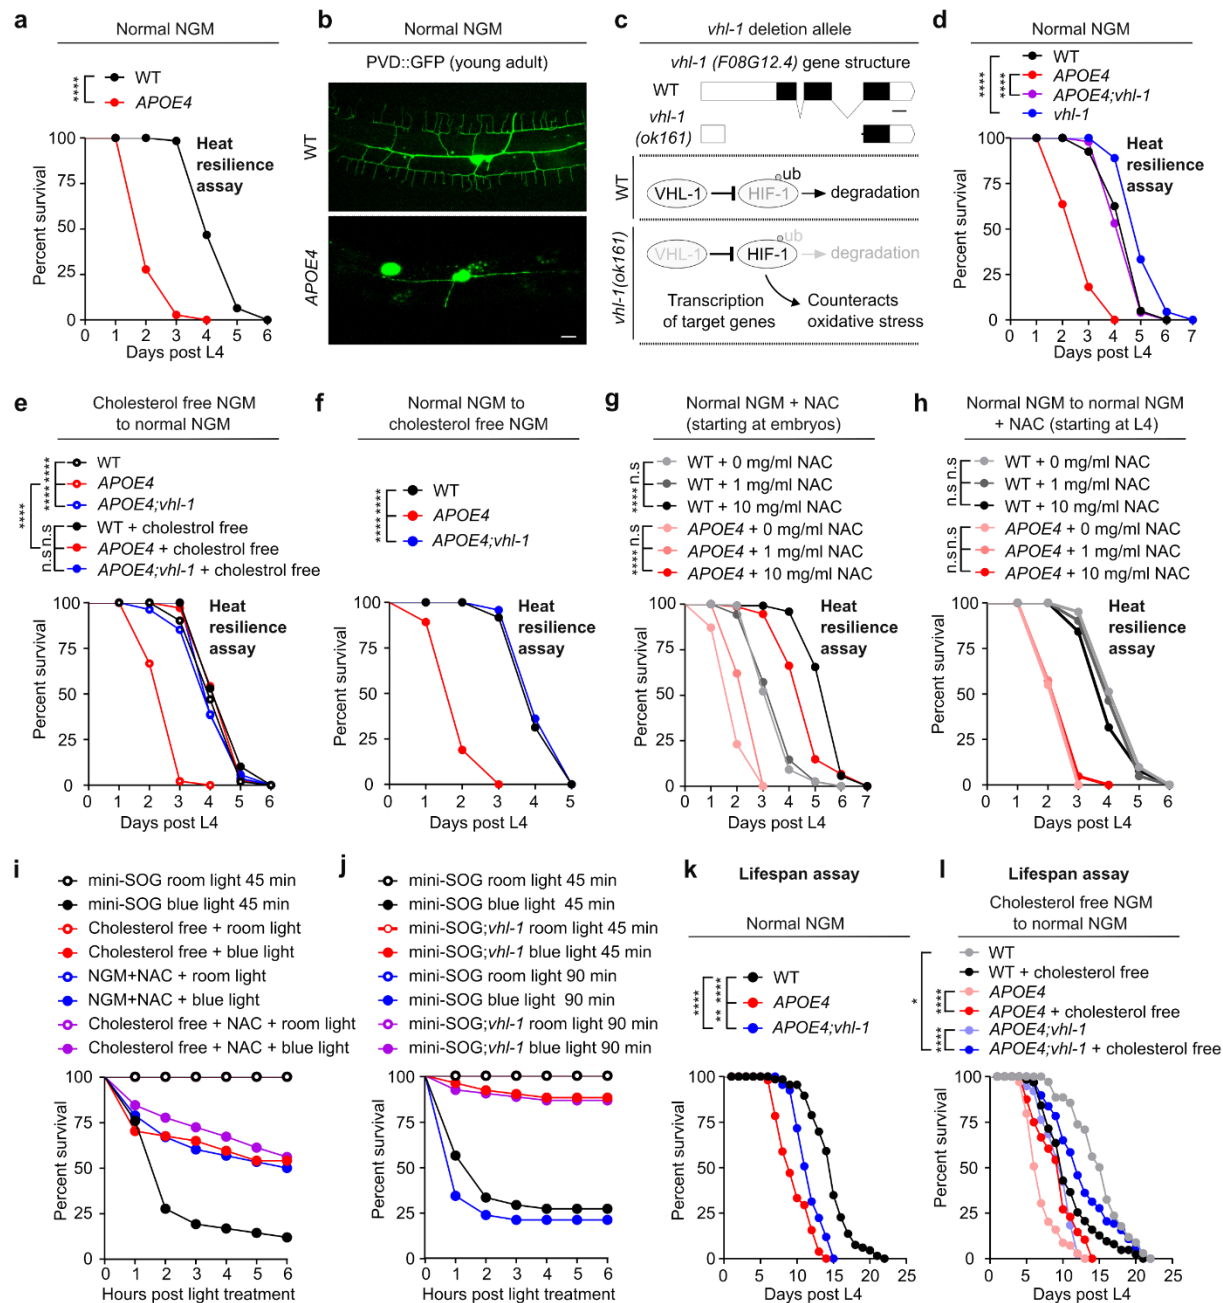 a
Normal NGM
****
WT
APOE4
Heat
resilience
assay
Percent survival
100
75
50
25
0
0 1 2 3 4 5 6
Days post L4
b
Normal NGM
PVD::GFP (young adult)
WT
APOE4
c
vhl-1 deletion allele
vhl-1 (F08G12.4) gene structure
WT
vhl-1
(ok161)
WT
VHL-1
HIF-1
ub
degradation
vhl-1(ok161)
VHL-1
HIF-1
ub
degradation
Transcription
of target genes
Counteracts
oxidative stress
d
Normal NGM
**** **** ****
WT
APOE4
APOE4;vhl-1
vhl-1
Heat
resilience
assay
Percent survival
100
75
50
25
0
0 1 2 3 4 5 6 7
Days post L4
e
Cholesterol free NGM
to normal NGM
**** **** ****
n.s n.s
WT
APOE4
APOE4;vhl-1
WT + cholestrol free
APOE4 + cholestrol free
APOE4;vhl-1 + cholestrol free
Heat
resilience
assay
Percent survival
100
75
50
25
0
0 1 2 3 4 5 6
Days post L4
f
Normal NGM to
cholesterol free NGM
**** ****
WT
APOE4
APOE4;vhl-1
Percent survival
100
75
50
25
0
0 1 2 3 4 5
Days post L4
g
Normal NGM + NAC
(starting at embryos)
**** n.s
**** n.s
WT + 0 mg/ml NAC
WT + 1 mg/ml NAC
WT + 10 mg/ml NAC
APOE4 + 0 mg/ml NAC
APOE4 + 1 mg/ml NAC
APOE4 + 10 mg/ml NAC
Heat
resilience
assay
Percent survival
100
75
50
25
0
0 1 2 3 4 5 6 7
Days post L4
h
Normal NGM to normal NGM
+ NAC (starting at L4)
n.s n.s
n.s n.s
WT + 0 mg/ml NAC
WT + 1 mg/ml NAC
WT + 10 mg/ml NAC
APOE4 + 0 mg/ml NAC
APOE4 + 1 mg/ml NAC
APOE4 + 10 mg/ml NAC
Heat
resilience
assay
Percent survival
100
75
50
25
0
0 1 2 3 4 5 6
Days post L4
i
mini-SOG room light 45 min
mini-SOG blue light 45 min
Cholesterol free + room light
Cholesterol free + blue light
NGM+NAC + room light
NGM+NAC + blue light
Cholesterol free + NAC + room light
Cholesterol free + NAC + blue light
Percent survival
100
75
50
25
0
0 1 2 3 4 5 6
Hours post light treatment
j
mini-SOG room light 45 min
mini-SOG blue light 45 min
mini-SOG;vhl-1 room light 45 min
mini-SOG;vhl-1 blue light 45 min
mini-SOG room light 90 min
mini-SOG blue light 90 min
mini-SOG;vhl-1 room light 90 min
mini-SOG;vhl-1 blue light 90 min
Percent survival
100
75
50
25
0
0 1 2 3 4 5 6
Hours post light treatment
k
Lifespan assay
Normal NGM
**** ** ****
WT
APOE4
APOE4;vhl-1
Percent survival
100
75
50
25
0
0 5 10 15 20 25
Days post L4
l
Lifespan assay
Cholesterol free NGM
to normal NGM
* **** ****
WT
WT + cholesterol free
APOE4
APOE4 + cholesterol free
APOE4;vhl-1
APOE4;vhl-1 + cholesterol free
Percent survival
100
75
50
25
0
0 5 10 15 20 25
Days post L4